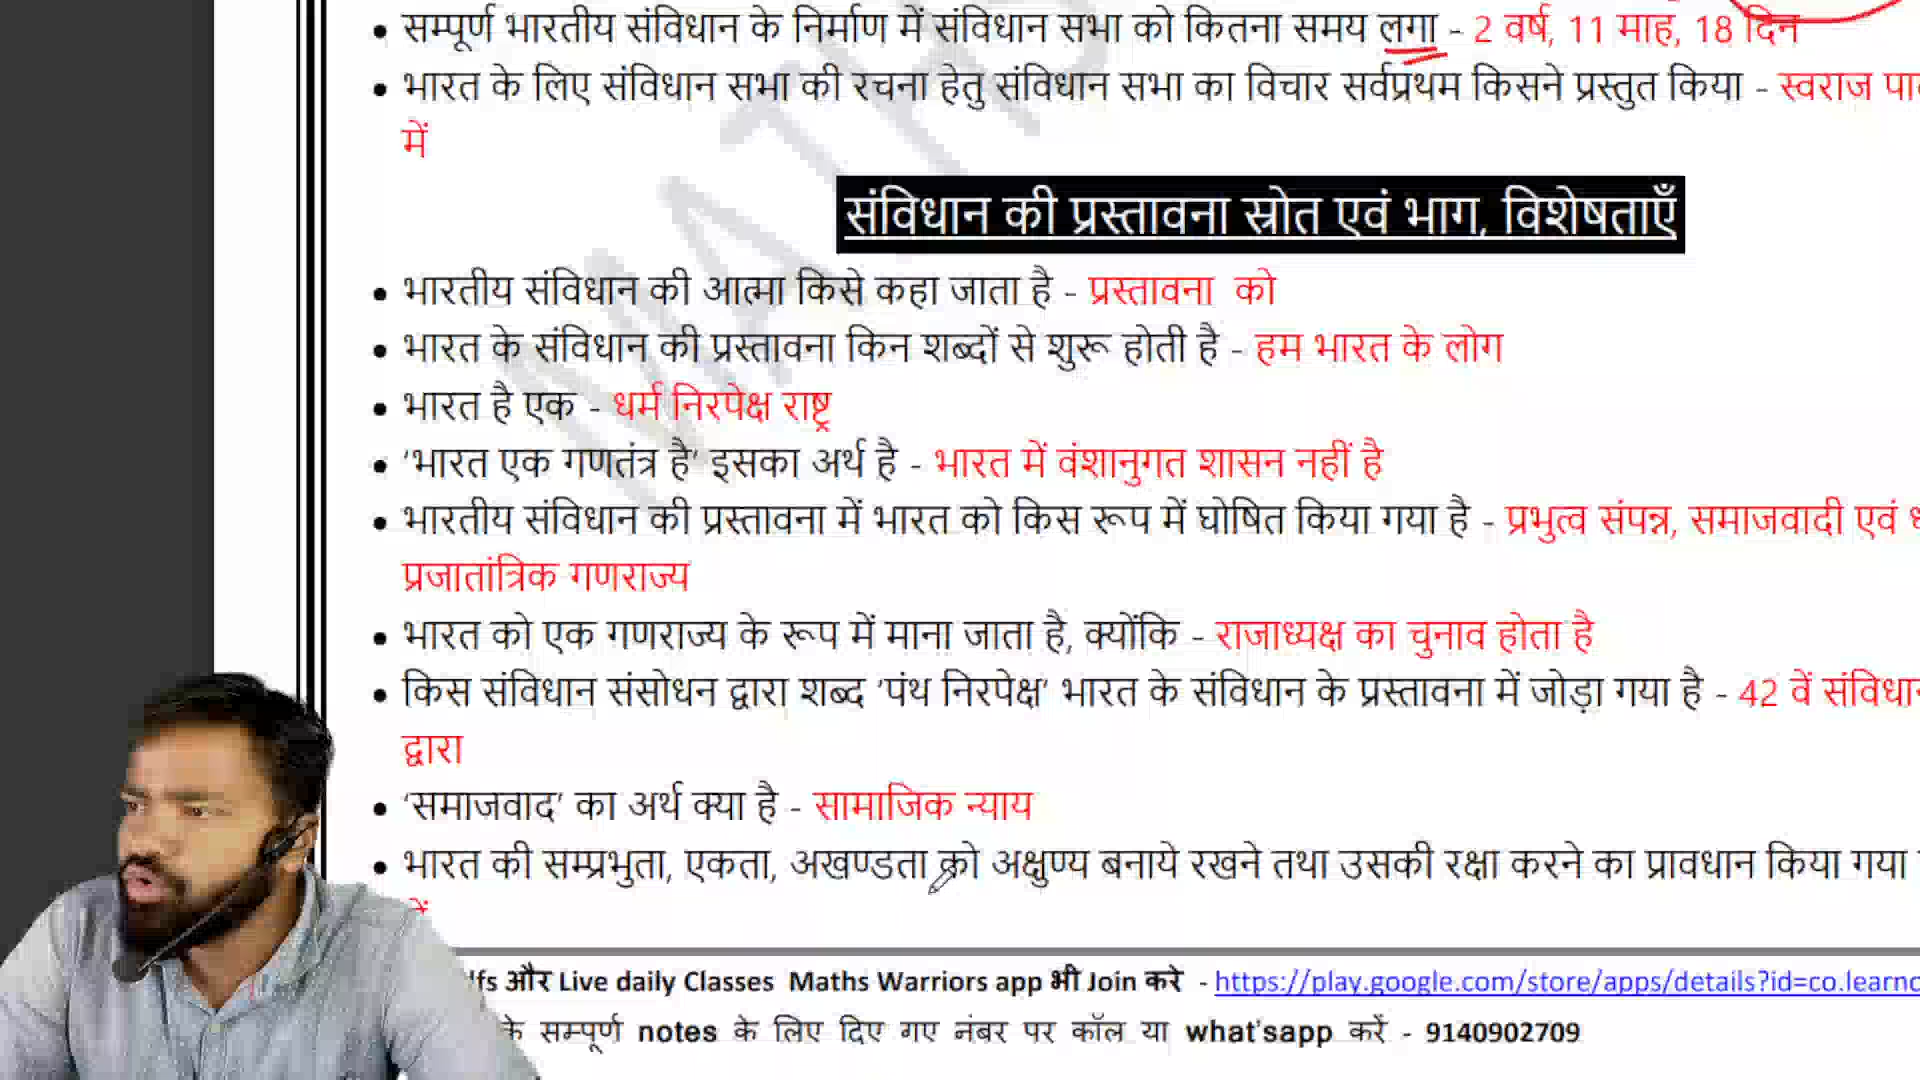 सम्पूर्ण भारतीय संविधान के निर्माण में संविधान सभा को कितना समय लगा - 2 वर्ष, 11 माह, 18 दिन
भारत के लिए संविधान सभा की रचना हेतु संविधान सभा का विचार सर्वप्रथम किसने प्रस्तुत किया - स्वराज
में
संविधान की प्रस्तावना स्रोत एवं भाग, विशेषताएँ
भारतीय संविधान की आत्मा किसे कहा जाता है - प्रस्तावना को
भारत के संविधान की प्रस्तावना किन शब्दों से शुरू होती है - हम भारत के लोग
भारत है एक - धर्म निरपेक्ष राष्ट्र
'भारत एक गणतंत्र है' इसका अर्थ है - भारत में वंशानुगत शासन नहीं है
भारतीय संविधान की प्रस्तावना में भारत को किस रूप में घोषित किया गया है - प्रभुत्व संपन्न, समाजवादी एवं
प्रजातांत्रिक गणराज्य
भारत को एक गणराज्य के रूप में माना जाता है, क्योंकि - राजाध्यक्ष का चुनाव होता है
किस संविधान संसोधन द्वारा शब्द 'पंथ निरपेक्ष' भारत के संविधान के प्रस्तावना में जोड़ा गया है - 42 वें
द्वारा
'समाजवाद' का अर्थ क्या है - सामाजिक न्याय
भारत की सम्प्रभुता, एकता, अखण्डता को अक्षुण्य बनाये रखने तथा उसकी रक्षा करने का प्रावधान किया गया
और Live daily Classes Maths Warriors app भी Join करे - https://play.google.com/store/apps/details?id=co.learnc
के सम्पूर्ण notes के लिए दिए गए नंबर पर कॉल या what'sapp करें - 9140902709
MATHS